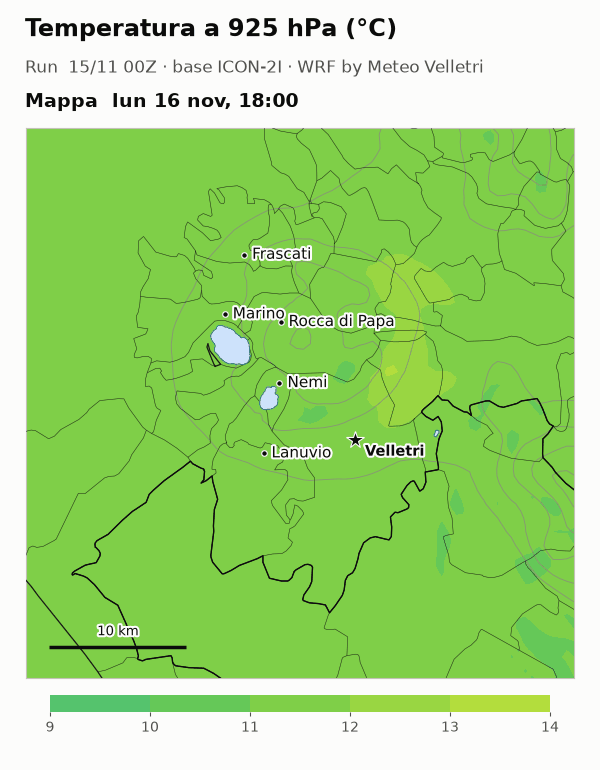 Temperatura a 925 hPa (°C)
Run  15/11 00Z · base ICON-2I · WRF by Meteo Velletri
Mappa  lun 16 nov, 18:00
Frascati
Marino
Rocca di Papa
Nemi
Velletri
Lanuvio
10 km
9 10 11 12 13 14